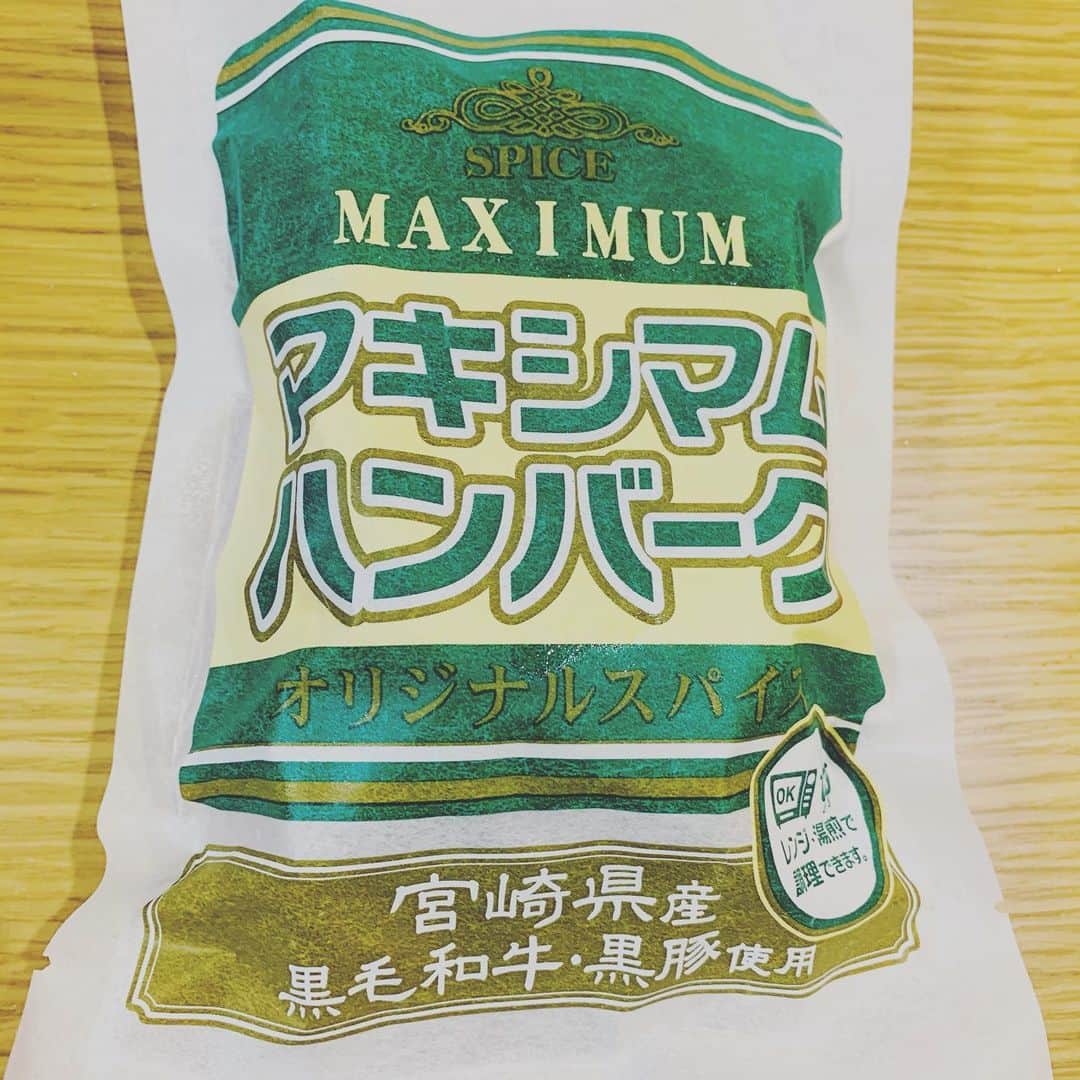 SPICE
MAXIMUM
マキシマム
ハンバーグ
オリジナルスパイス
OK
レンジ・湯煎で
調理できます。
宮崎県産
黒毛和牛・黒豚使用